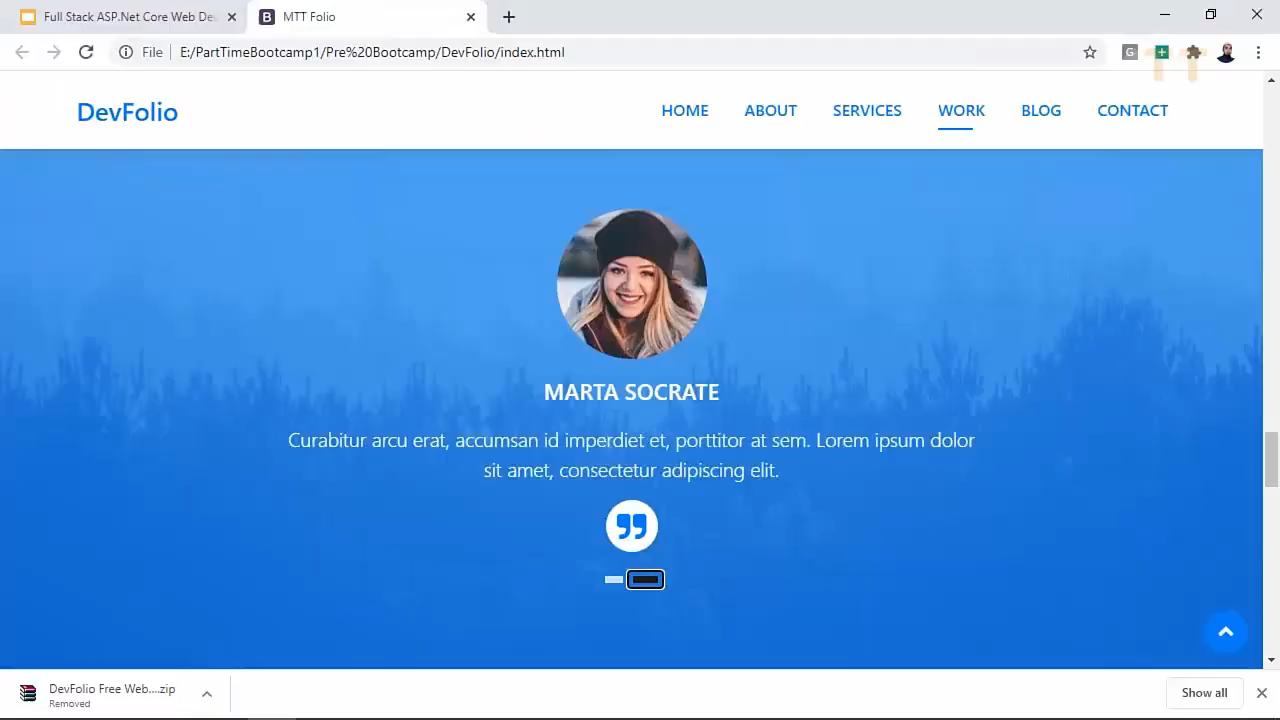 Full Stack ASP.Net Core Web De
MTT Folio
File
E:/PartTimeBootcamp1/Pre%20Bootcamp/DevFolio/index.html
DevFolio
HOME
ABOUT
SERVICES
WORK
BLOG
CONTACT
MARTA SOCRATE
Curabitur arcu erat, accumsan id imperdiet et, porttitor at sem. Lorem ipsum dolor
sit amet, consectetur adipiscing elit.
DevFolio Free Web....zip
Removed
Show all